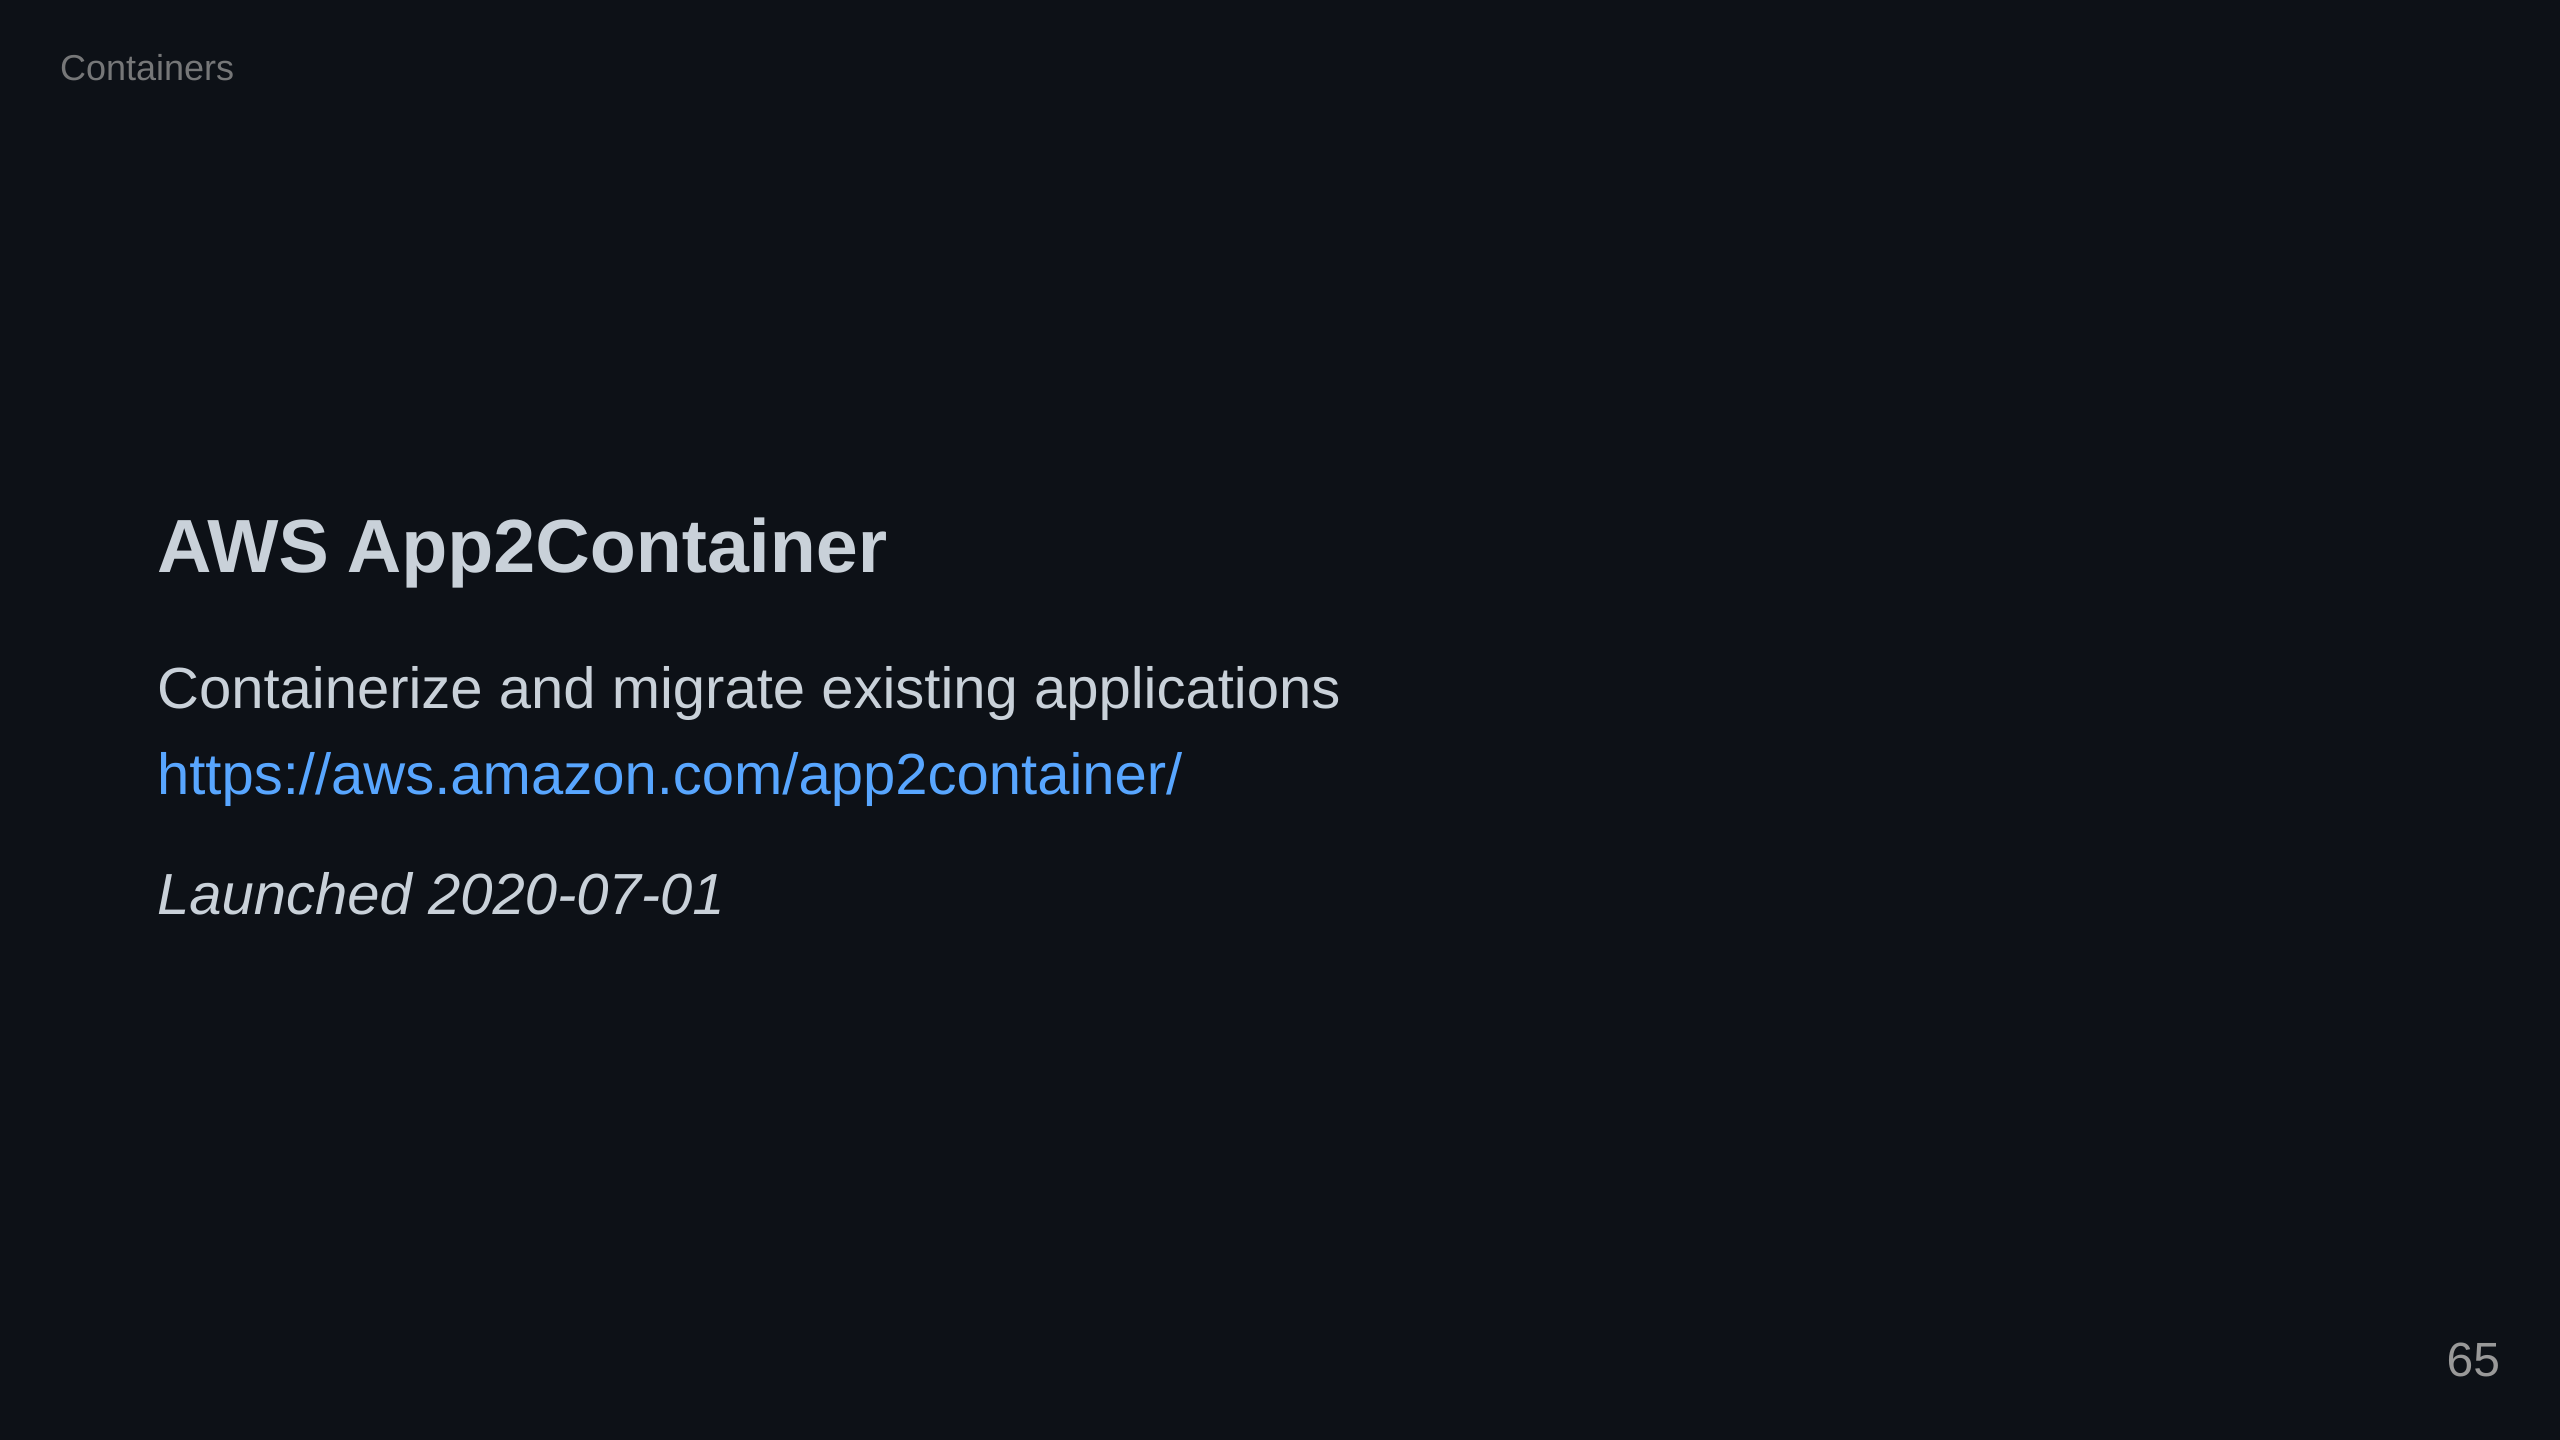 Containers
AWS App2Container
Containerize and migrate existing applications
https://aws.amazon.com/app2container/
Launched 2020-07-01
65